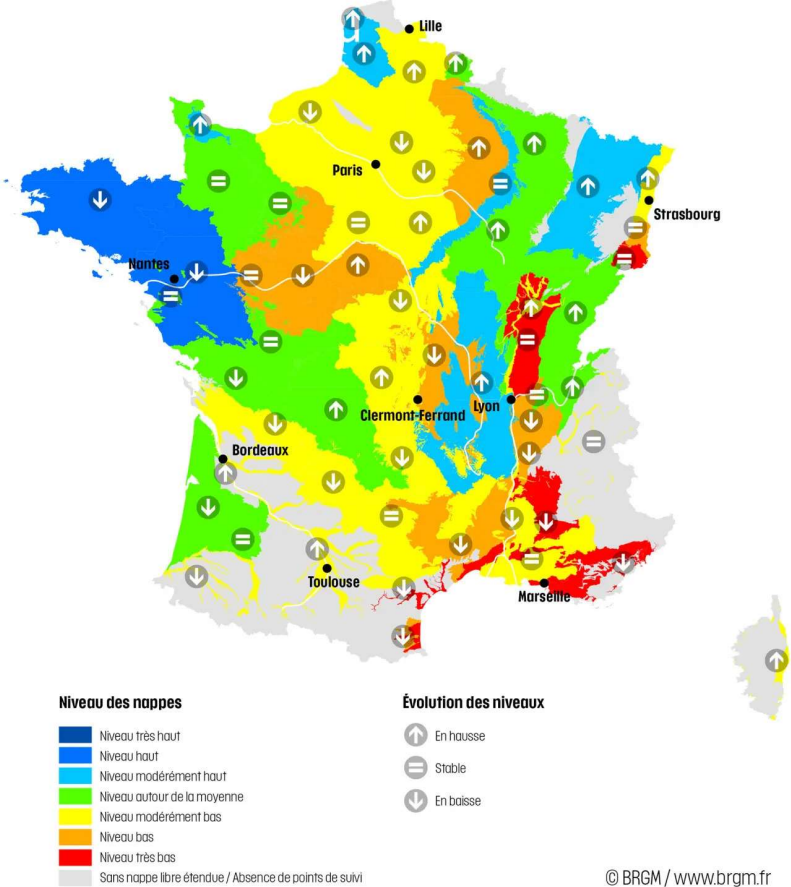 Lille
Paris
Strasbourg
Nantes
Clermont-Ferrand
Lyon
Bordeaux
Toulouse
Marseille
Niveau des nappes
Niveau très haut
Niveau haut
Niveau modérément haut
Niveau autour de la moyenne
Niveau modérément bas
Niveau bas
Niveau très bas
Sans nappe libre étendue / Absence de points de suivi
Évolution des niveaux
En hausse
Stable
En baisse
© BRGM / www.brgm.fr